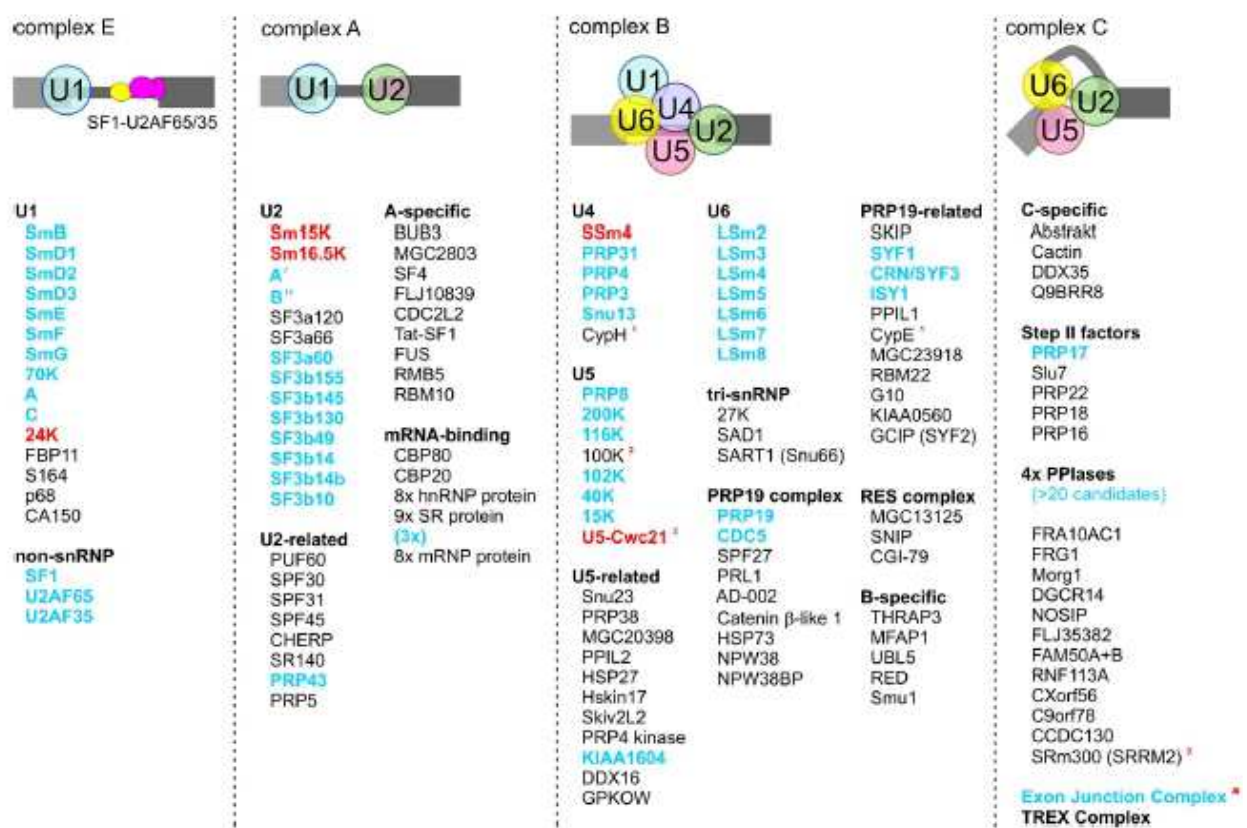 complex E
U1
SF1-U2AF65/35
U1
SmB
SmD1
SmD2
SmD3
SmE
SmF
SmG
70K
A
C
24K
FBP11
S164
p68
CA150
non-snRNP
SF1
U2AF65
U2AF35
complex A
U1
U2
U2
Sm15K
Sm16.5K
A'
B''
SF3a120
SF3a66
SF3a60
SF3b155
SF3b145
SF3b130
SF3b49
SF3b14
SF3b14b
SF3b10
U2-related
PUF60
SPF30
SPF31
SPF45
CHERP
SR140
PRP43
PRP5
A-specific
BUB3
MGC2803
SF4
FLJ10839
CDC2L2
Tat-SF1
FUS
RMB5
RBM10
mRNA-binding
CBP80
CBP20
8x hnRNP protein
9x SR protein
(3x)
8x mRNP protein
complex B
U1
U4
U6
U2
U5
U4
SSm4
PRP31
PRP4
PRP3
Snu13
CypH
U5
PRP8
200K
116K
100K
102K
40K
15K
U5-Cwc21
U5-related
Snu23
PRP38
MGC20398
PPIL2
HSP27
Hskin17
Skiv2L2
PRP4 kinase
KIAA1604
DDX16
GPKOW
U6
LSm2
LSm3
LSm4
LSm5
LSm6
LSm7
LSm8
tri-snRNP
27K
SAD1
SART1 (Snu66)
PRP19 complex
PRP19
CDC5
SPF27
PRL1
AD-002
Catenin β-like 1
HSP73
NPW38
NPW38BP
PRP19-related
SKIP
SYF1
CRN/SYF3
ISY1
PPIL1
CypE
MGC23918
RBM22
G10
KIAA0560
GCIP (SYF2)
RES complex
MGC13125
SNIP
CGI-79
B-specific
THRAP3
MFAP1
UBL5
RED
Smu1
complex C
U6
U2
U5
C-specific
Abstrakt
Cactin
DDX35
Q9BRR8
Step II factors
PRP17
Slu7
PRP22
PRP18
PRP16
4x PPIases
(>20 candidates)
FRA10AC1
FRG1
Morg1
DGCR14
NOSIP
FLJ35382
FAM50A+B
RNF113A
CXorf56
C9orf78
CCDC130
SRm300 (SRRM2)
Exon Junction Complex
TREX Complex